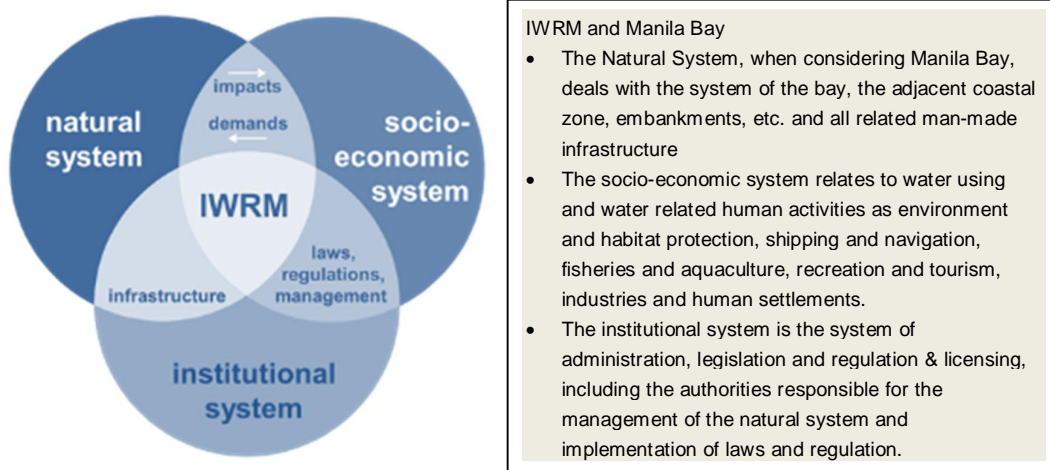 impacts
demands
natural
system
socio-
economic
system
IWRM
laws,
regulations,
management
infrastructure
institutional
system
IWRM and Manila Bay
• The Natural System, when considering Manila Bay,
deals with the system of the bay, the adjacent coastal
zone, embankments, etc. and all related man-made
infrastructure
• The socio-economic system relates to water using
and water related human activities as environment
and habitat protection, shipping and navigation,
fisheries and aquaculture, recreation and tourism,
industries and human settlements.
• The institutional system is the system of
administration, legislation and regulation & licensing,
including the authorities responsible for the
management of the natural system and
implementation of laws and regulation.